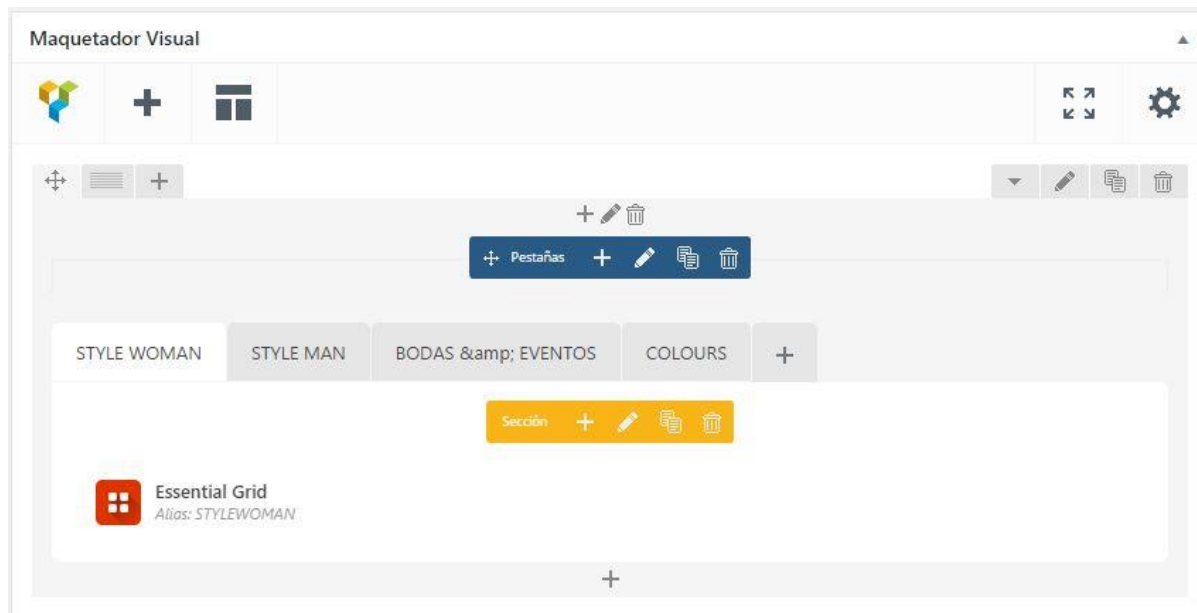 Maquetador Visual
Pestañas
STYLE WOMAN STYLE MAN BODAS &amp; EVENTOS COLOURS
Sección
Essential Grid
Alias: STYLEWOMAN